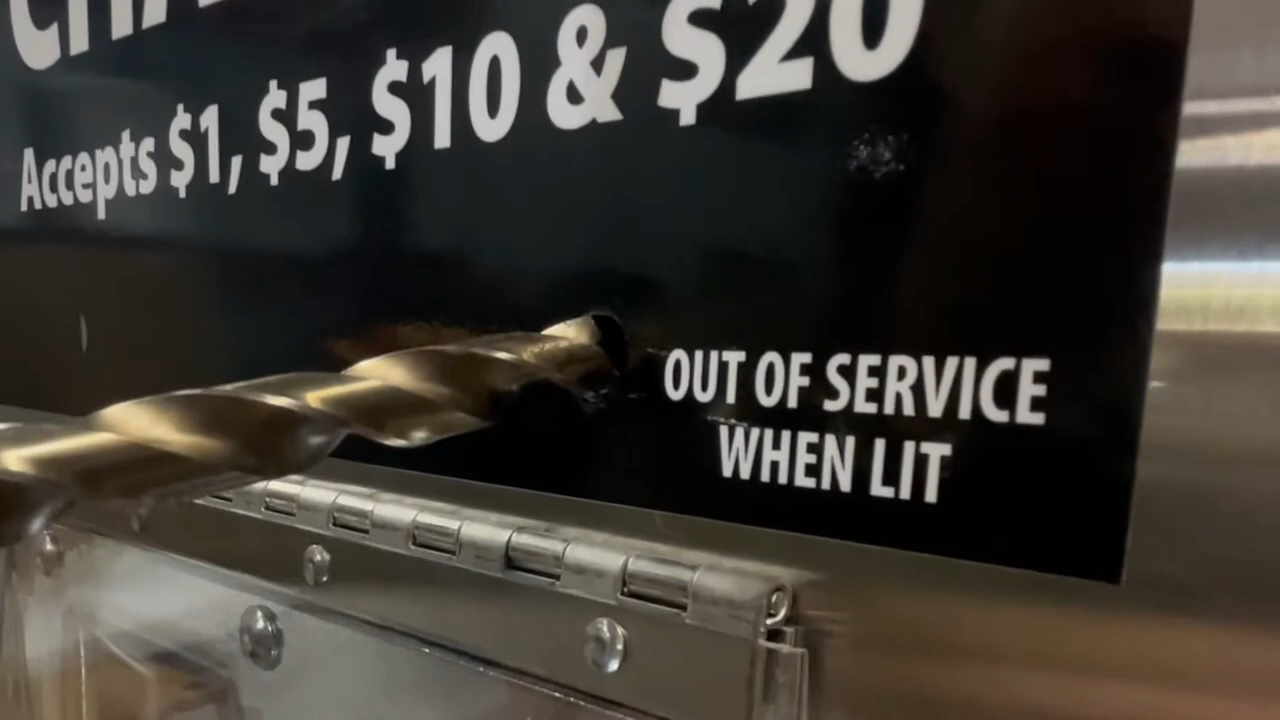 Accepts $1, $5, $10 & $20
OUT OF SERVICE
WHEN LIT